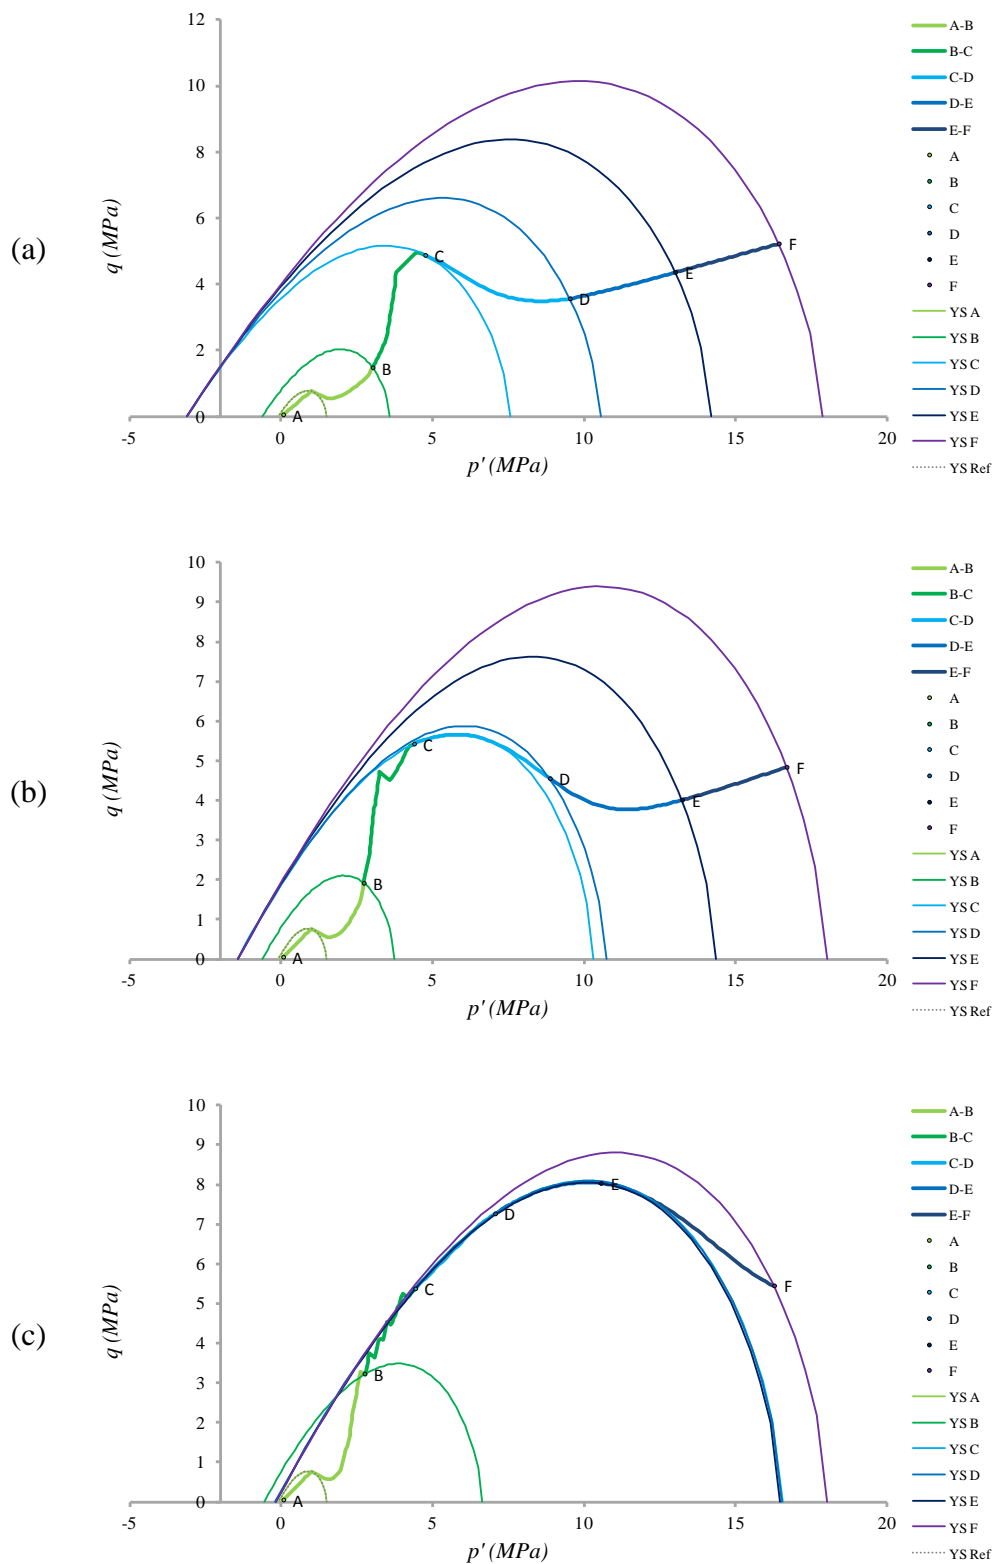 (a)
q (MPa)
12
10
8
6
4
2
0
-5
0
5
10
15
20
p' (MPa)
A
B
C
D
E
F
A-B
B-C
C-D
D-E
E-F
A
B
C
D
E
F
YS A
YS B
YS C
YS D
YS E
YS F
YS Ref
(b)
q (MPa)
10
9
8
7
6
5
4
3
2
1
0
-5
0
5
10
15
20
p' (MPa)
A
B
C
D
E
F
A-B
B-C
C-D
D-E
E-F
A
B
C
D
E
F
YS A
YS B
YS C
YS D
YS E
YS F
YS Ref
(c)
q (MPa)
10
9
8
7
6
5
4
3
2
1
0
-5
0
5
10
15
20
p' (MPa)
A
B
C
D
E
F
A-B
B-C
C-D
D-E
E-F
A
B
C
D
E
F
YS A
YS B
YS C
YS D
YS E
YS F
YS Ref